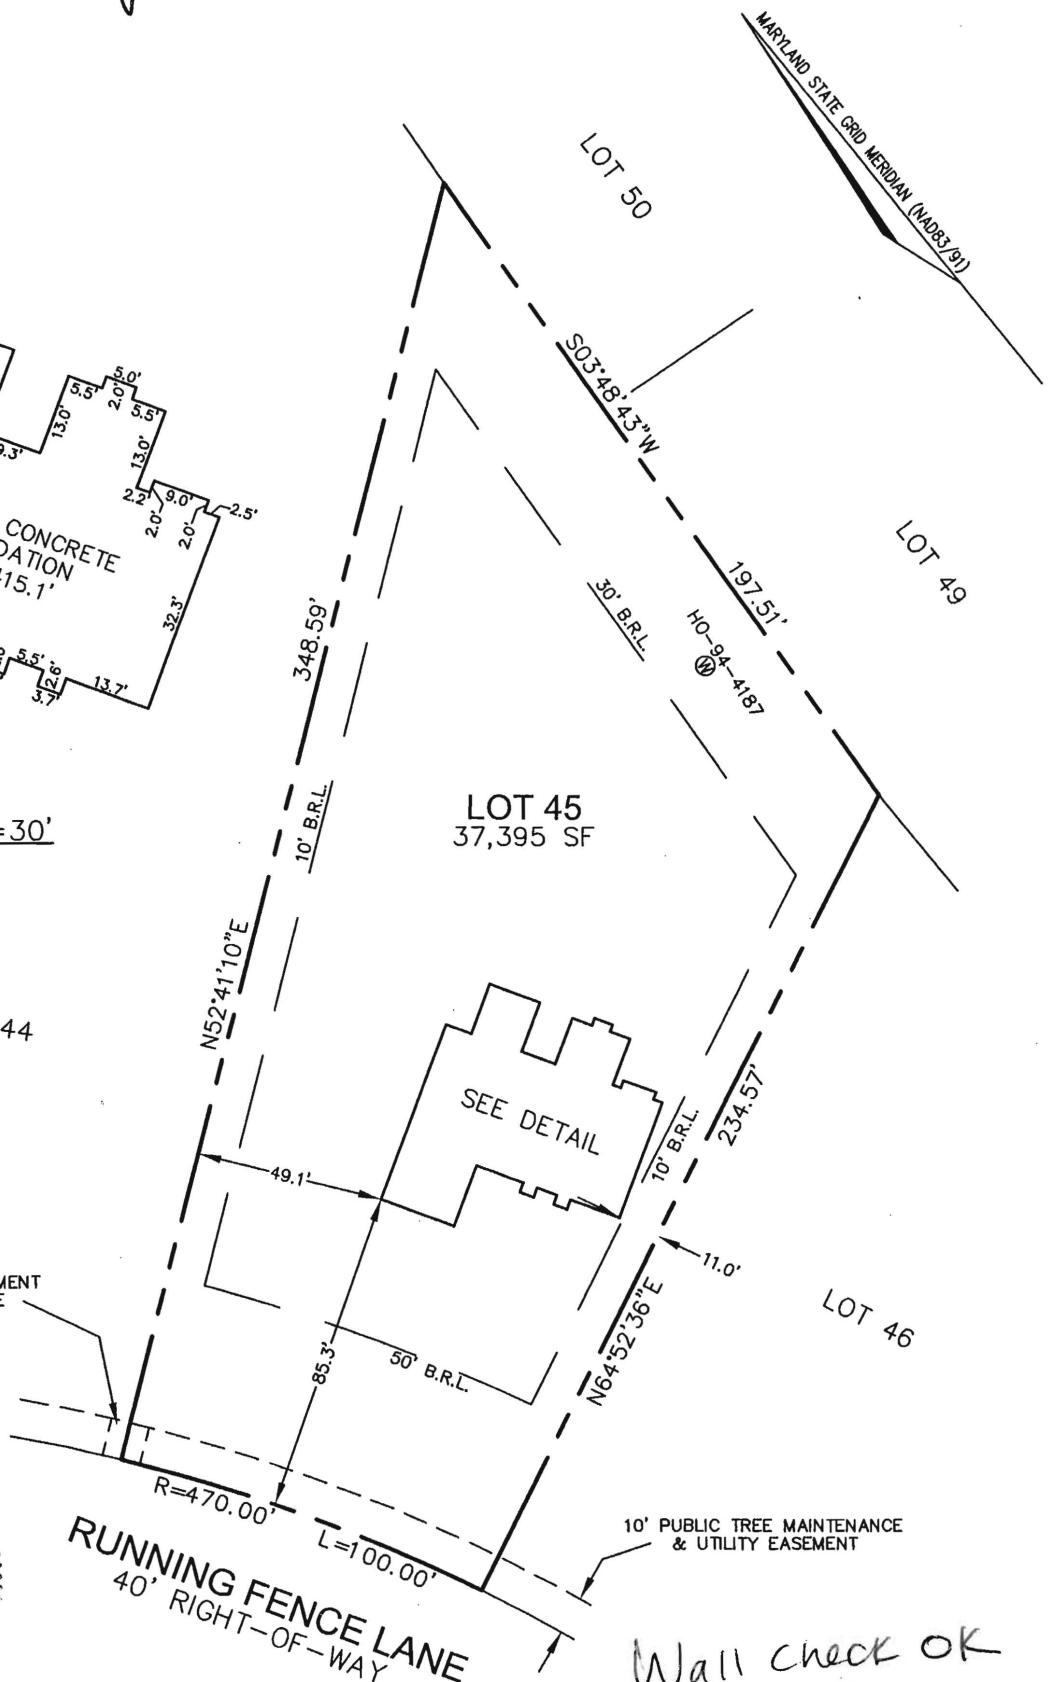 MARYLAND STATE GRID MERIDIAN (NAD83/91)
LOT 50
S03°48'43"W
197.51'
LOT 49
HO-94-4187
W
30' B.R.L.
5.0'
5.5'
2.0'
5.5'
13.0'
13.0'
9.3'
2.2'
9.0'
2.5'
2.0'
2.0'
CONCRETE
DATION
15.1'
32.3'
5.5'
2.6'
3.7'
13.7'
348.59'
10' B.R.L.
=30'
LOT 45
37,395 SF
N52°41'10"E
44
SEE DETAIL
10' B.R.L.
234.57'
49.1'
11.0'
N64°52'36"E
LOT 46
MENT
85.3'
50' B.R.L.
R=470.00'
L=100.00'
10' PUBLIC TREE MAINTENANCE
& UTILITY EASEMENT
RUNNING FENCE LANE
40' RIGHT-OF-WAY
Wall check OK